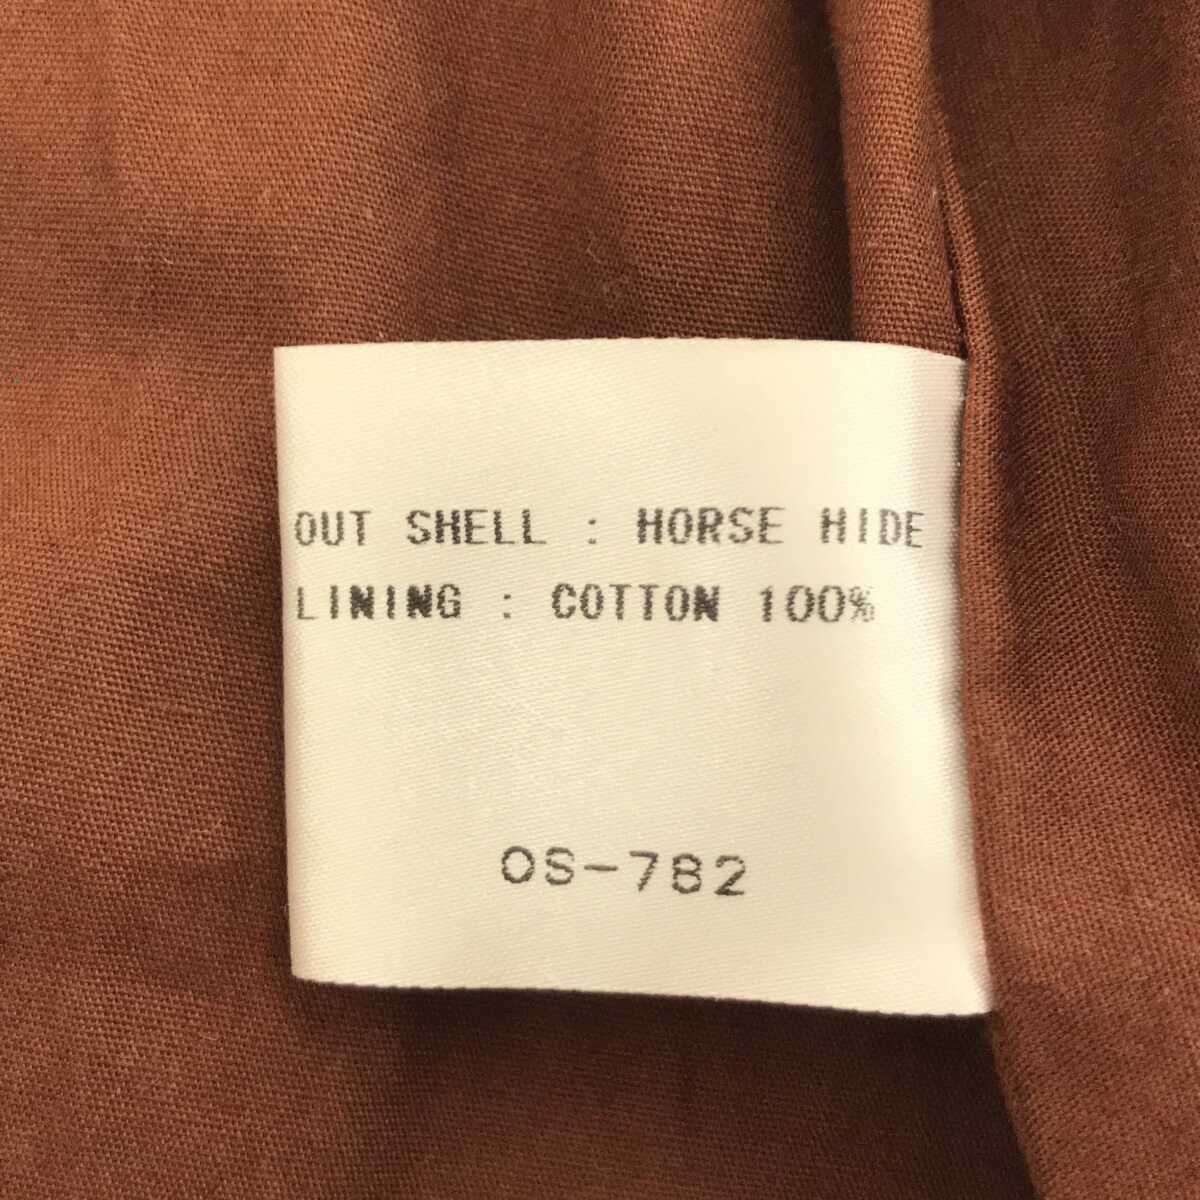 OUT SHELL : HORSE HIDE
LINING : COTTON 100%
OS-782